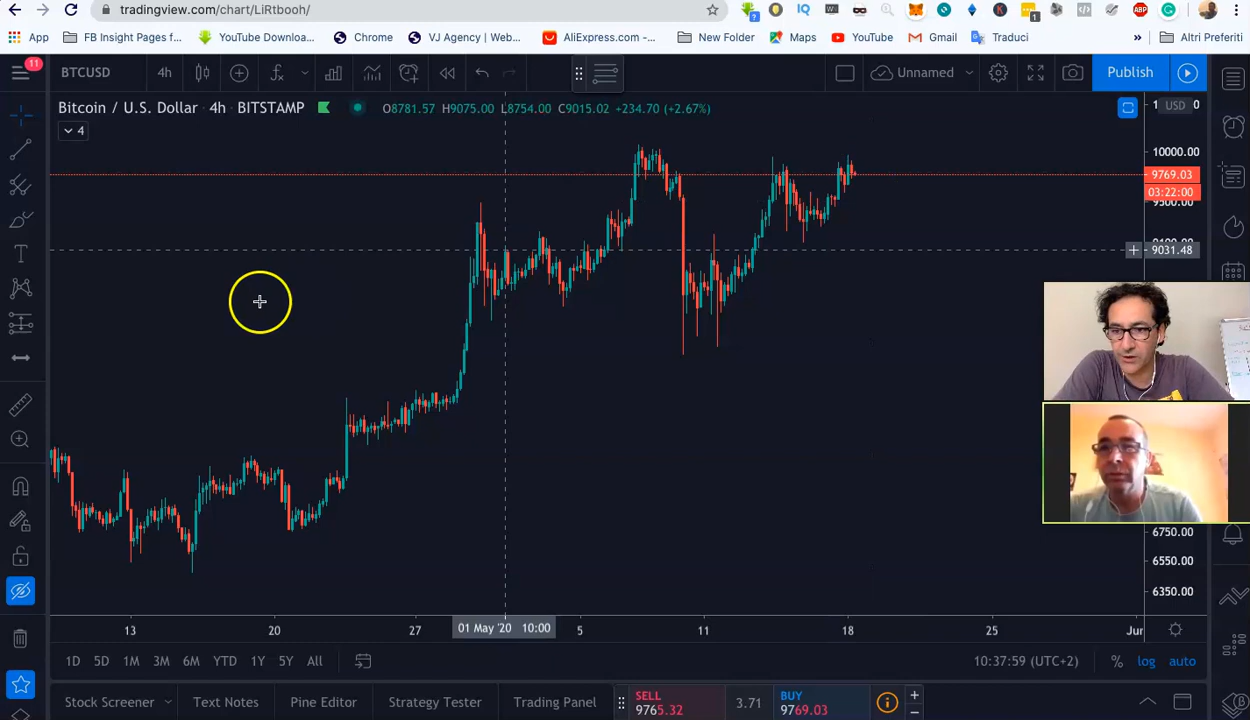 tradingview.com/chart/LiRtbooh/
App FB Insight Pages f... YouTube Downloa... Chrome VJ Agency | Web... AliExpress.com -... New Folder Maps YouTube Gmail Traduci » Altri Preferiti
11 BTCUSD 4h Unnamed Publish
Bitcoin / U.S. Dollar · 4h · BITSTAMP O8781.57 H9075.00 L8754.00 C9015.02 +234.70 (+2.67%)
USD
4
10000.00
9769.03
03:22:00
9031.48
6750.00
6550.00
6350.00
13 20 27 01 May '20 10:00 5 11 18 25 Jun
1D 5D 1M 3M 6M YTD 1Y 5Y All 10:37:59 (UTC+2) % log auto
Stock Screener Text Notes Pine Editor Strategy Tester Trading Panel SELL 9765.32 3.71 BUY 9769.03